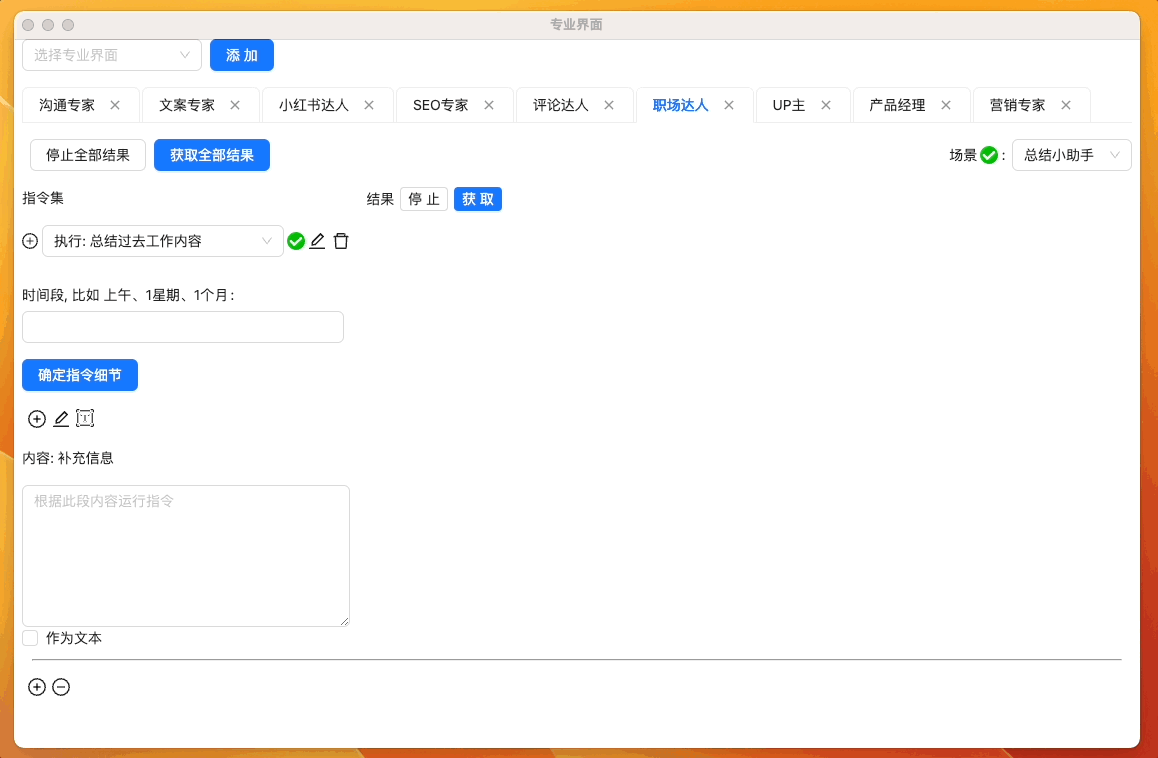 专业界面
选择专业界面 添 加
沟通专家 文案专家 小红书达人 SEO专家 评论达人 职场达人 UP主 产品经理 营销专家
停止全部结果 获取全部结果 场景 : 总结小助手
指令集 结果 停 止 获 取
执行: 总结过去工作内容
时间段, 比如 上午、1星期、1个月:
确定指令细节
内容: 补充信息
根据此段内容运行指令
作为文本